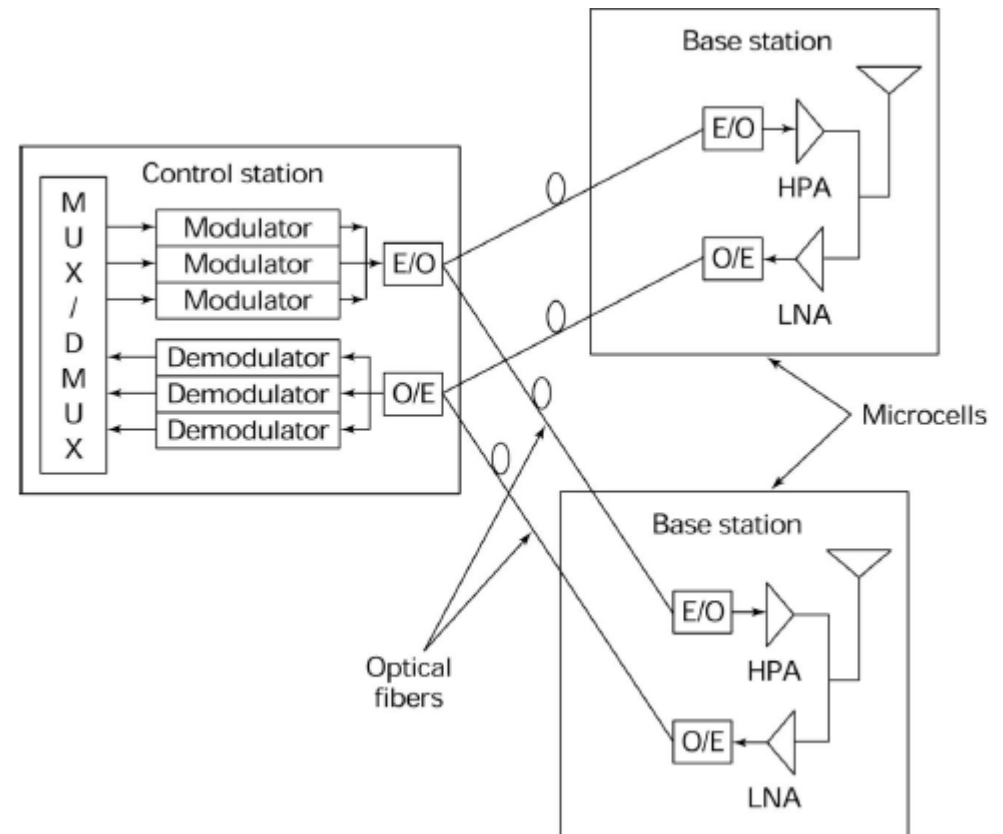 Base station
E/O
HPA
O/E
LNA
Control station
M
U
X
/
D
M
U
X
Modulator
Modulator
Modulator
E/O
Demodulator
Demodulator
Demodulator
O/E
Microcells
Optical
fibers
Base station
E/O
HPA
O/E
LNA